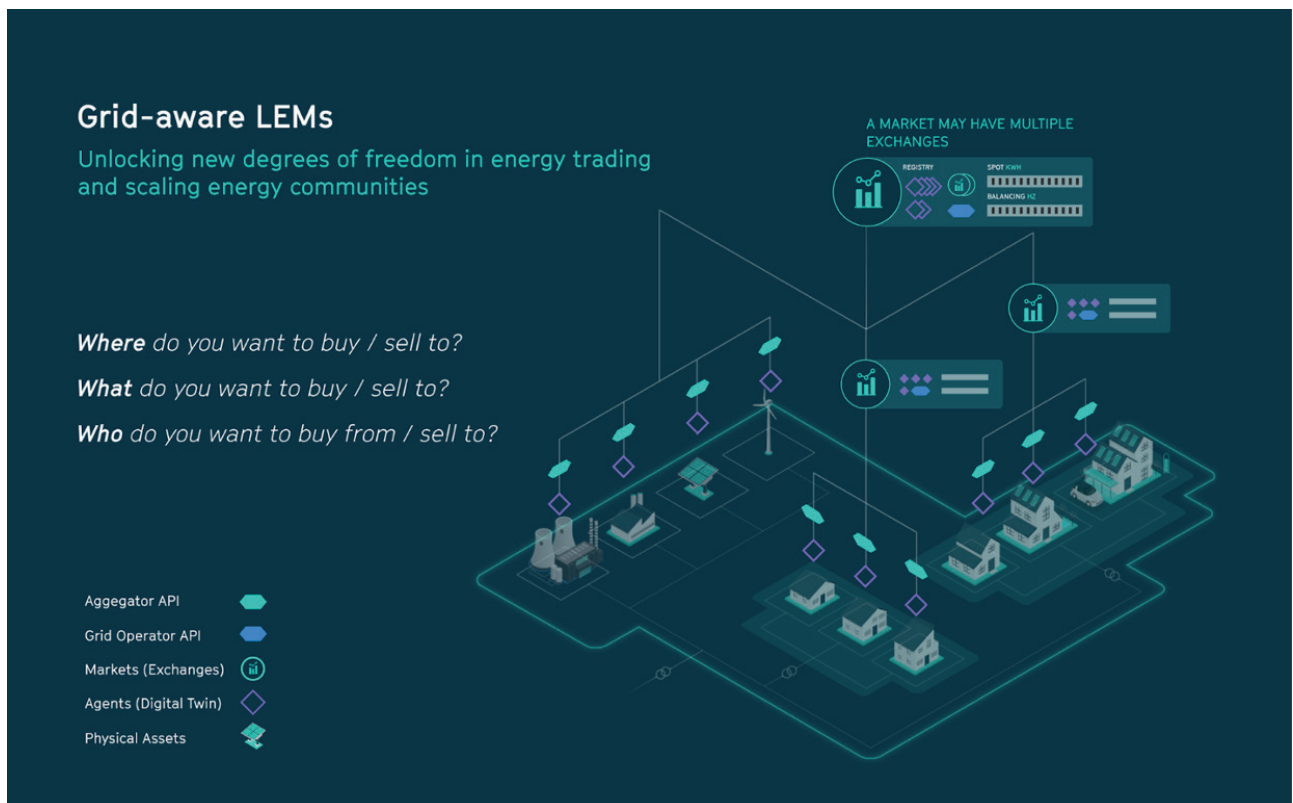 Grid-aware LEMs
Unlocking new degrees of freedom in energy trading
and scaling energy communities
A MARKET MAY HAVE MULTIPLE
EXCHANGES
REGISTRY
SPOT KWH
BALANCING HZ
Where do you want to buy / sell to?
What do you want to buy / sell to?
Who do you want to buy from / sell to?
Aggegator API
Grid Operator API
Markets (Exchanges)
Agents (Digital Twin)
Physical Assets